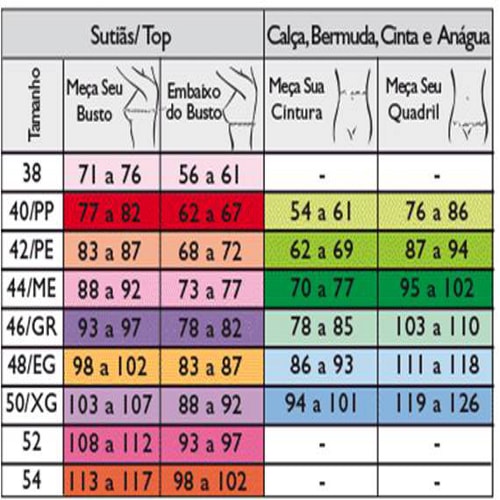 Sutiãs/Top Calça, Bermuda, Cinta e Anágua
Tamanho Meça Seu Busto Embaixo do Busto Meça Sua Cintura Meça Seu Quadril
38 71 a 76 56 a 61 - -
40/PP 77 a 82 62 a 67 54 a 61 76 a 86
42/PE 83 a 87 68 a 72 62 a 69 87 a 94
44/ME 88 a 92 73 a 77 70 a 77 95 a 102
46/GR 93 a 97 78 a 82 78 a 85 103 a 110
48/EG 98 a 102 83 a 87 86 a 93 111 a 118
50/XG 103 a 107 88 a 92 94 a 101 119 a 126
52 108 a 112 93 a 97 - -
54 113 a 117 98 a 102 - -